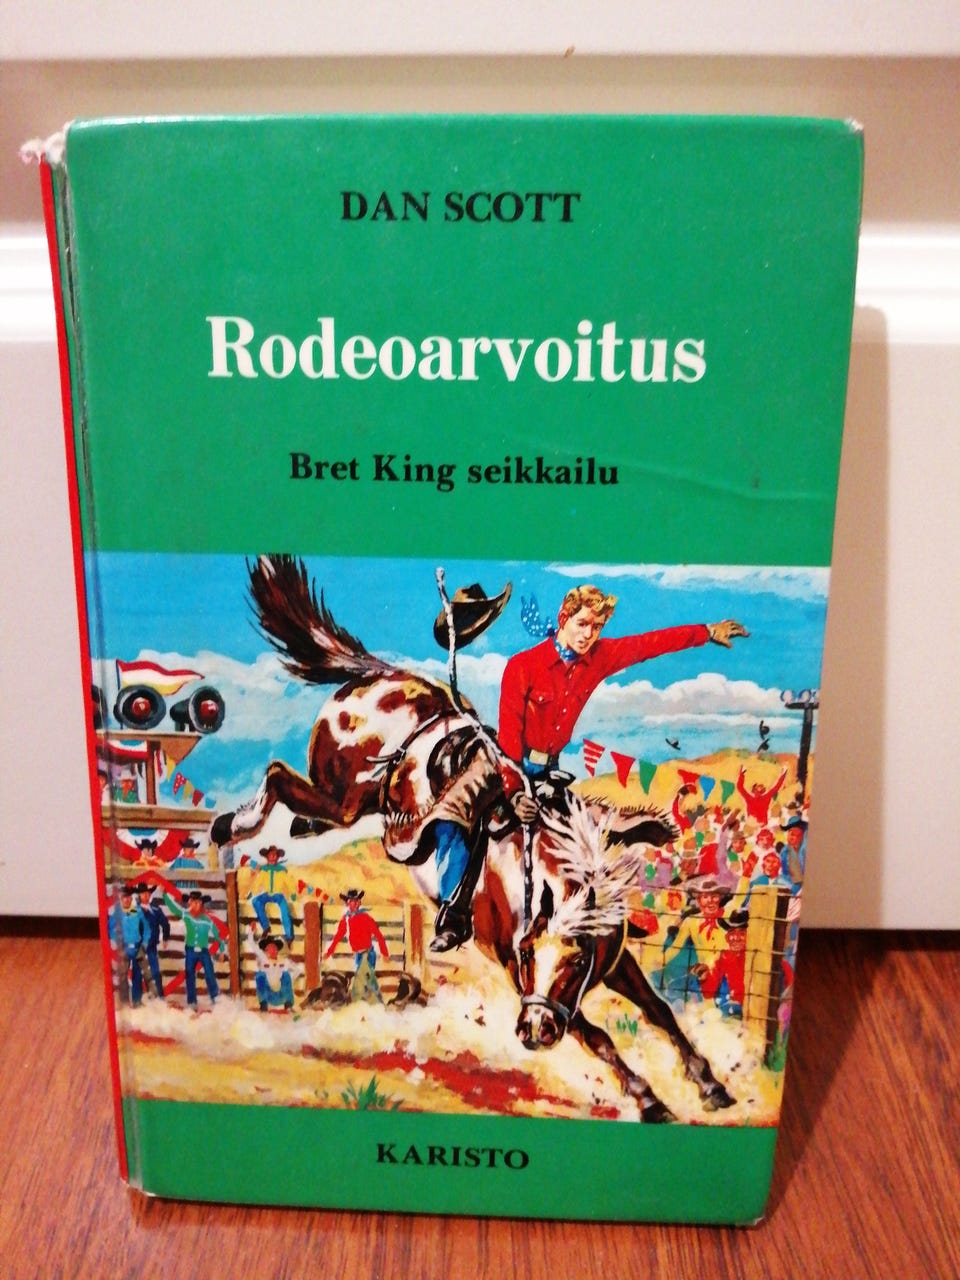 DAN SCOTT
Rodeoarvoitus
Bret King seikkailu
KARISTO